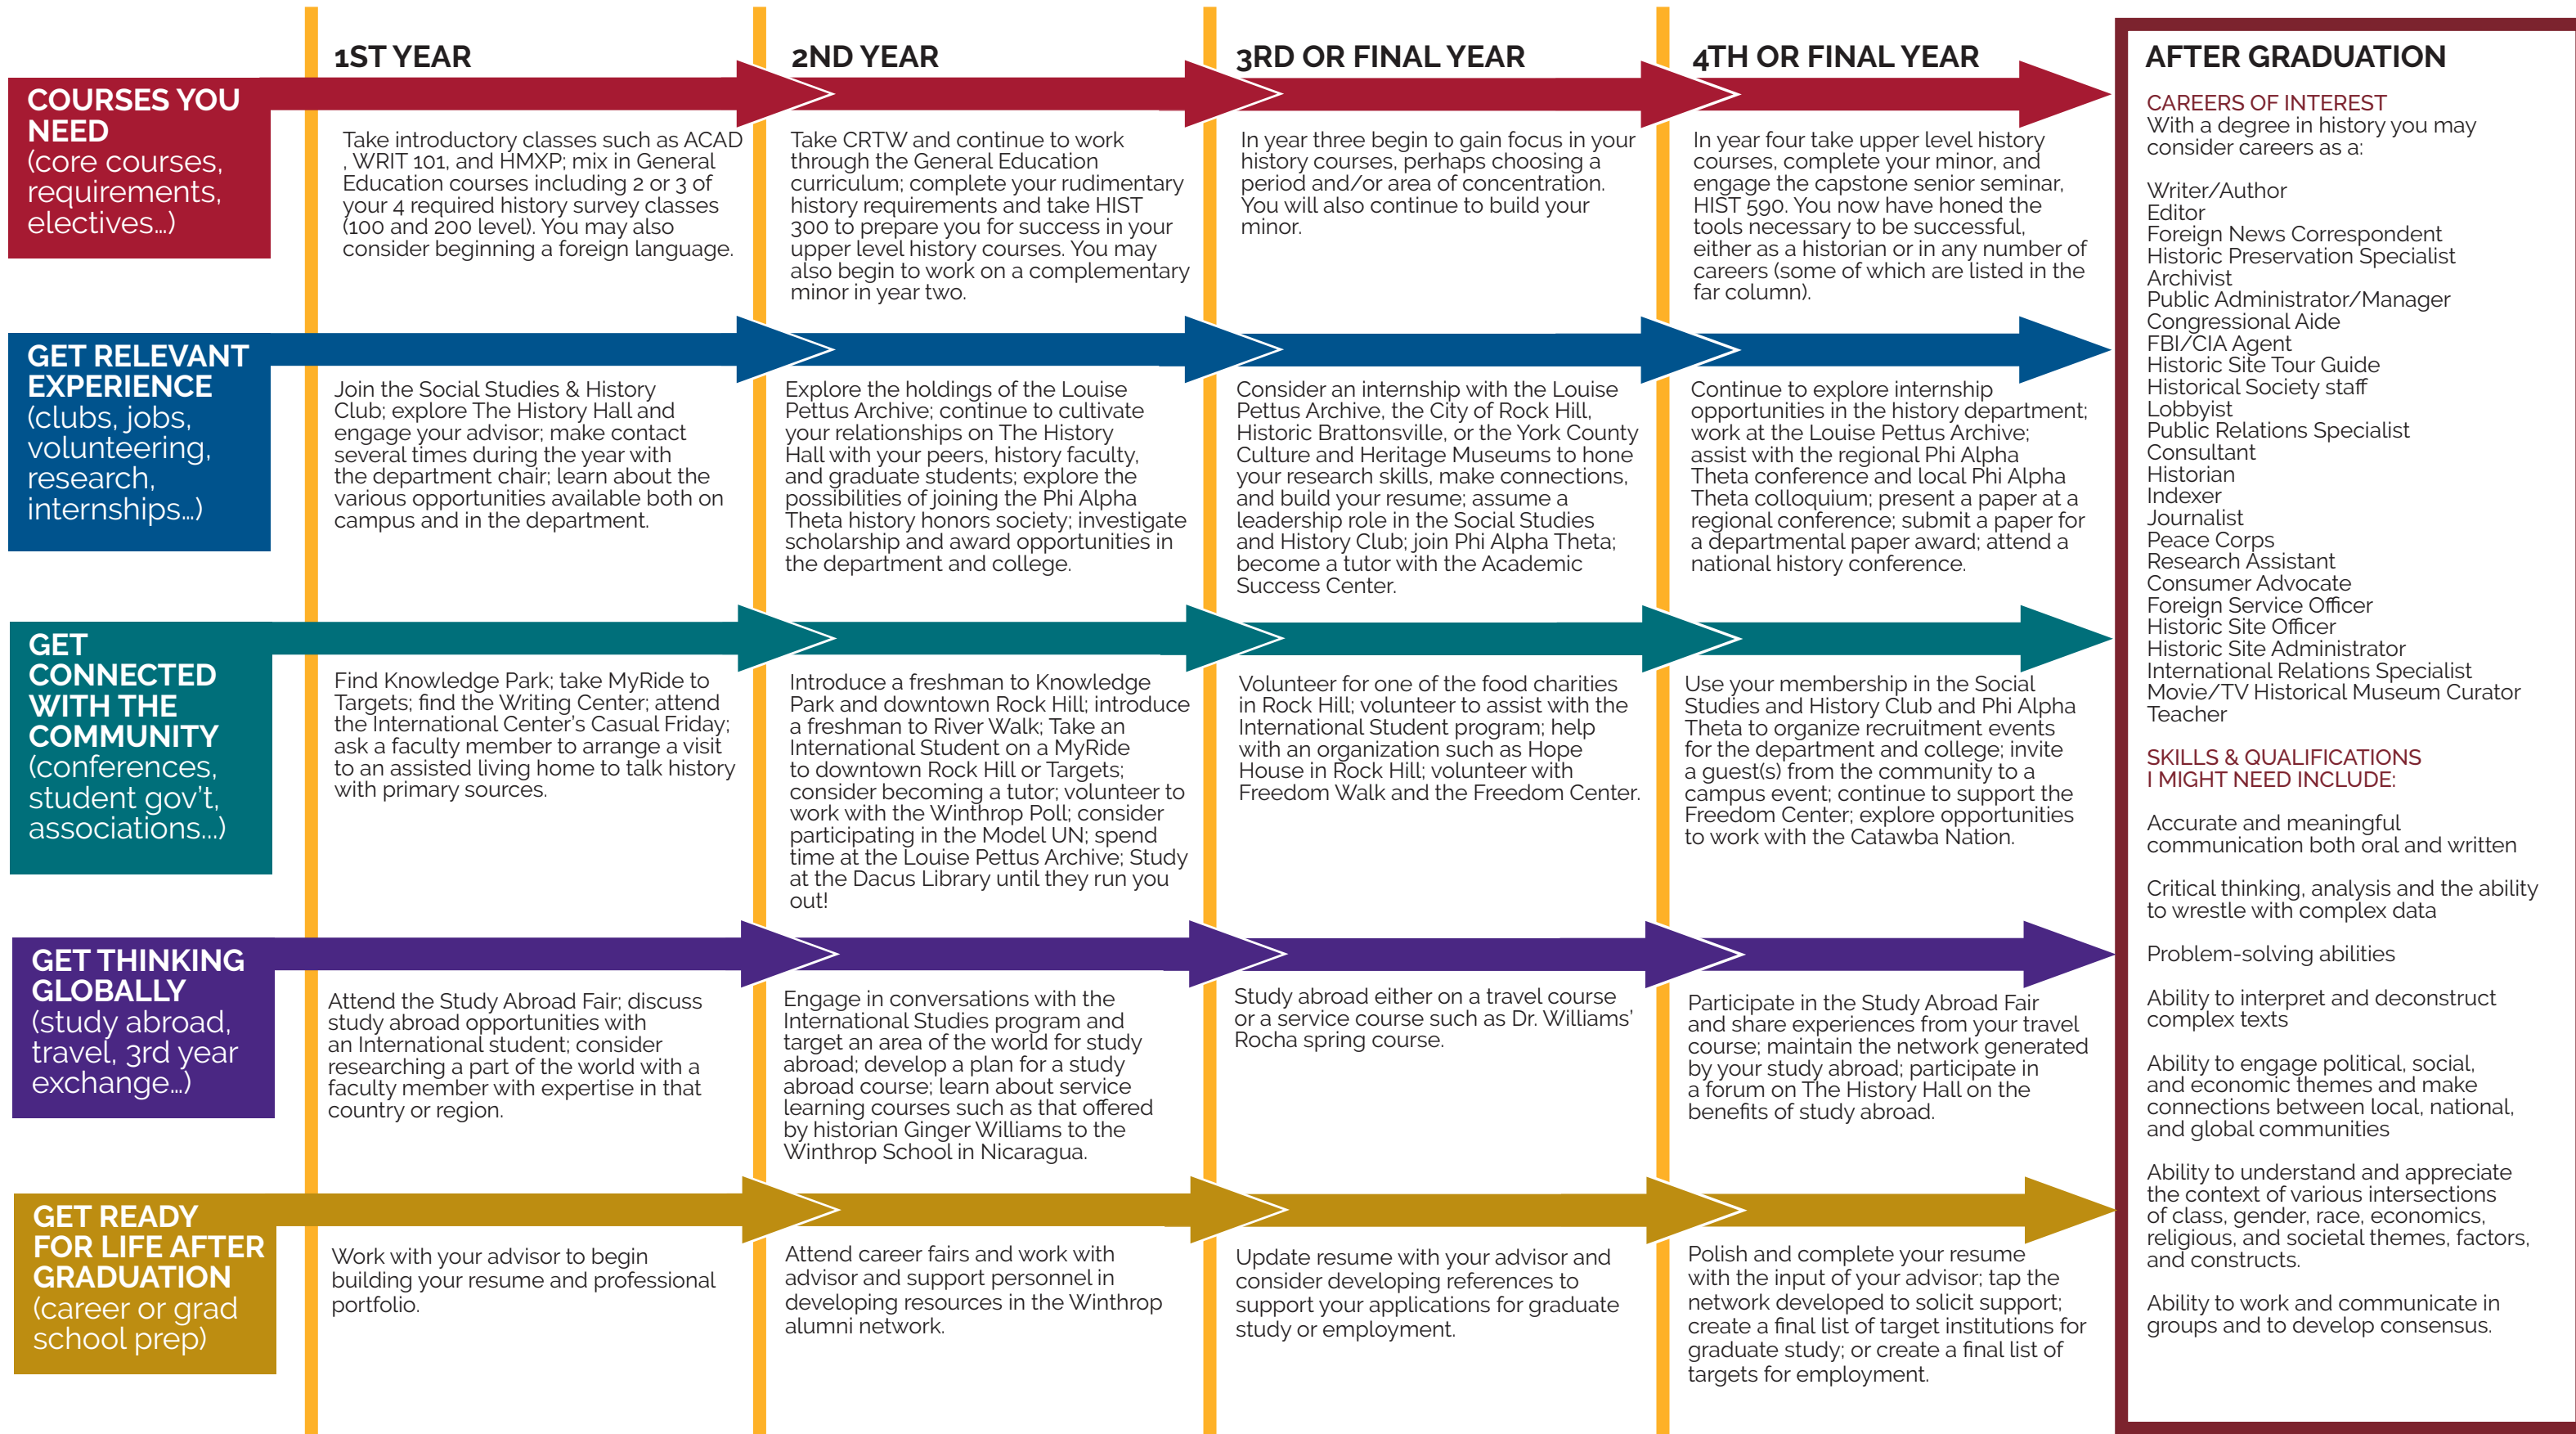 1ST YEAR
2ND YEAR
3RD OR FINAL YEAR
4TH OR FINAL YEAR
COURSES YOU
NEED
(core courses,
requirements,
electives...)
Take introductory classes such as ACAD
, WRIT 101, and HMXP; mix in General
Education courses including 2 or 3 of
your 4 required history survey classes
(100 and 200 level). You may also
consider beginning a foreign language.
Take CRTW and continue to work
through the General Education
curriculum; complete your rudimentary
history requirements and take HIST
300 to prepare you for success in your
upper level history courses. You may
also begin to work on a complementary
minor in year two.
In year three begin to gain focus in your
history courses, perhaps choosing a
period and/or area of concentration.
You will also continue to build your
minor.
In year four take upper level history
courses, complete your minor, and
engage the capstone senior seminar,
HIST 590. You now have honed the
tools necessary to be successful,
either as a historian or in any number of
careers (some of which are listed in the
far column).
GET RELEVANT
EXPERIENCE
(clubs, jobs,
volunteering,
research,
internships...)
Join the Social Studies & History
Club; explore The History Hall and
engage your advisor; make contact
several times during the year with
the department chair; learn about the
various opportunities available both on
campus and in the department.
Explore the holdings of the Louise
Pettus Archive; continue to cultivate
your relationships on The History
Hall with your peers, history faculty,
and graduate students; explore the
possibilities of joining the Phi Alpha
Theta history honors society; investigate
scholarship and award opportunities in
the department and college.
Consider an internship with the Louise
Pettus Archive, the City of Rock Hill,
Historic Brattonsville, or the York County
Culture and Heritage Museums to hone
your research skills, make connections,
and build your resume; assume a
leadership role in the Social Studies
and History Club; join Phi Alpha Theta;
become a tutor with the Academic
Success Center.
Continue to explore internship
opportunities in the history department;
work at the Louise Pettus Archive;
assist with the regional Phi Alpha
Theta conference and local Phi Alpha
Theta colloquium; present a paper at a
regional conference; submit a paper for
a departmental paper award; attend a
national history conference.
GET
CONNECTED
WITH THE
COMMUNITY
(conferences,
student gov't,
associations...)
Find Knowledge Park; take MyRide to
Targets; find the Writing Center; attend
the International Center's Casual Friday;
ask a faculty member to arrange a visit
to an assisted living home to talk history
with primary sources.
Introduce a freshman to Knowledge
Park and downtown Rock Hill; introduce
a freshman to River Walk; Take an
International Student on a MyRide
to downtown Rock Hill or Targets;
consider becoming a tutor; volunteer to
work with the Winthrop Poll; consider
participating in the Model UN; spend
time at the Louise Pettus Archive; Study
at the Dacus Library until they run you
out!
Volunteer for one of the food charities
in Rock Hill; volunteer to assist with the
International Student program; help
with an organization such as Hope
House in Rock Hill; volunteer with
Freedom Walk and the Freedom Center.
Use your membership in the Social
Studies and History Club and Phi Alpha
Theta to organize recruitment events
for the department and college; invite
a guest(s) from the community to a
campus event; continue to support the
Freedom Center; explore opportunities
to work with the Catawba Nation.
GET THINKING
GLOBALLY
(study abroad,
travel, 3rd year
exchange...)
Attend the Study Abroad Fair; discuss
study abroad opportunities with
an International student; consider
researching a part of the world with a
faculty member with expertise in that
country or region.
Engage in conversations with the
International Studies program and
target an area of the world for study
abroad; develop a plan for a study
abroad course; learn about service
learning courses such as that offered
by historian Ginger Williams to the
Winthrop School in Nicaragua.
Study abroad either on a travel course
or a service course such as Dr. Williams'
Rocha spring course.
Participate in the Study Abroad Fair
and share experiences from your travel
course; maintain the network generated
by your study abroad; participate in
a forum on The History Hall on the
benefits of study abroad.
GET READY
FOR LIFE AFTER
GRADUATION
(career or grad
school prep)
Work with your advisor to begin
building your resume and professional
portfolio.
Attend career fairs and work with
advisor and support personnel in
developing resources in the Winthrop
alumni network.
Update resume with your advisor and
consider developing references to
support your applications for graduate
study or employment.
Polish and complete your resume
with the input of your advisor; tap the
network developed to solicit support;
create a final list of target institutions for
graduate study; or create a final list of
targets for employment.
AFTER GRADUATION
CAREERS OF INTEREST
With a degree in history you may
consider careers as a:
Writer/Author
Editor
Foreign News Correspondent
Historic Preservation Specialist
Archivist
Public Administrator/Manager
Congressional Aide
FBI/CIA Agent
Historic Site Tour Guide
Historical Society staff
Lobbyist
Public Relations Specialist
Consultant
Historian
Indexer
Journalist
Peace Corps
Research Assistant
Consumer Advocate
Foreign Service Officer
Historic Site Officer
Historic Site Administrator
International Relations Specialist
Movie/TV Historical Museum Curator
Teacher
SKILLS & QUALIFICATIONS
I MIGHT NEED INCLUDE:
Accurate and meaningful
communication both oral and written
Critical thinking, analysis and the ability
to wrestle with complex data
Problem-solving abilities
Ability to interpret and deconstruct
complex texts
Ability to engage political, social,
and economic themes and make
connections between local, national,
and global communities
Ability to understand and appreciate
the context of various intersections
of class, gender, race, economics,
religious, and societal themes, factors,
and constructs.
Ability to work and communicate in
groups and to develop consensus.